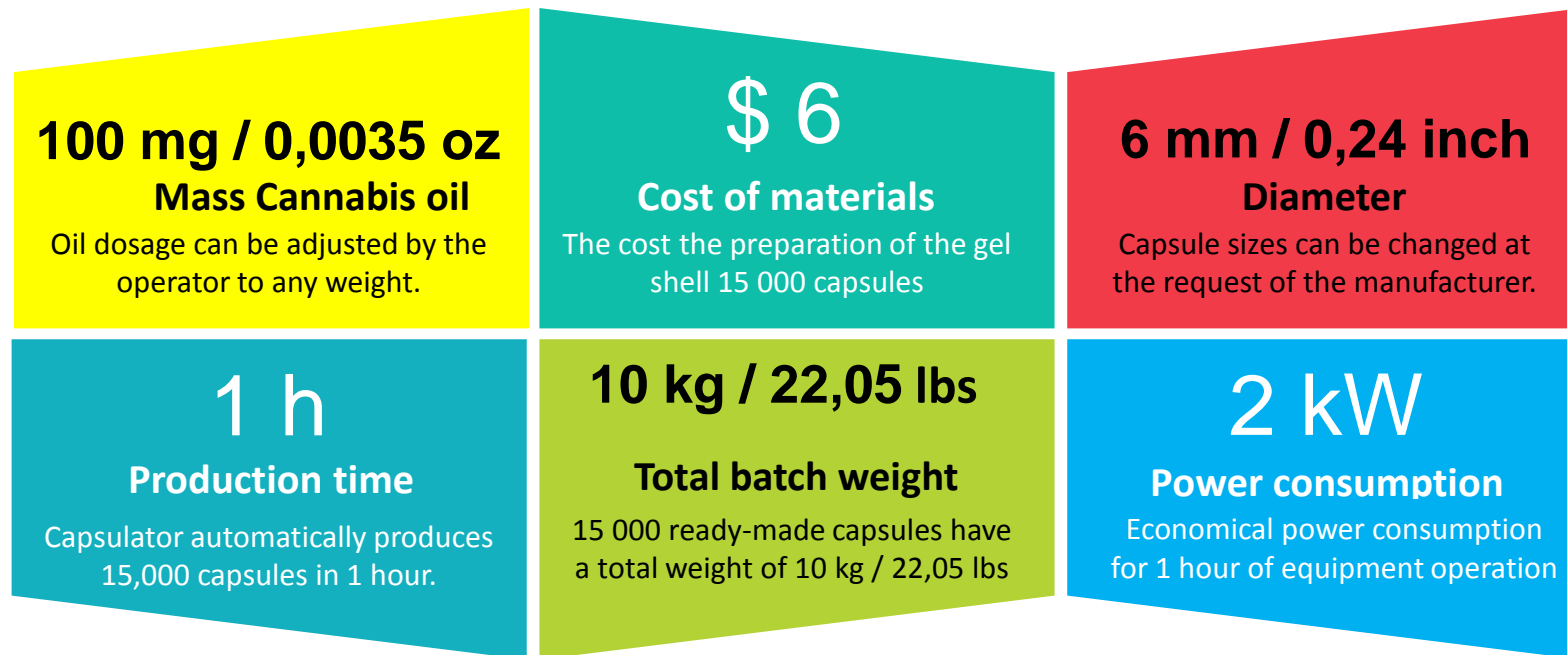 100 mg / 0,0035 oz
Mass Cannabis oil
Oil dosage can be adjusted by the
operator to any weight.
$ 6
Cost of materials
The cost the preparation of the gel
shell 15 000 capsules
6 mm / 0,24 inch
Diameter
Capsule sizes can be changed at
the request of the manufacturer.
1 h
Production time
Capsulator automatically produces
15,000 capsules in 1 hour.
10 kg / 22,05 lbs
Total batch weight
15 000 ready-made capsules have
a total weight of 10 kg / 22,05 lbs
2 kW
Power consumption
Economical power consumption
for 1 hour of equipment operation